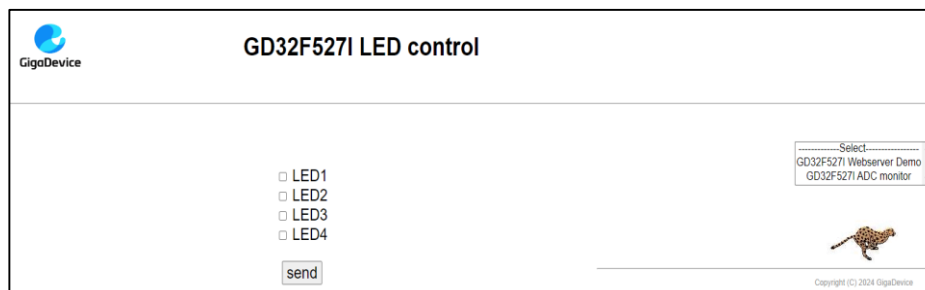 GigaDevice
GD32F527I LED control
-------------Select-----------------
GD32F527I Webserver Demo
GD32F527I ADC monitor
LED1
LED2
LED3
LED4
send
Copyright (C) 2024 GigaDevice